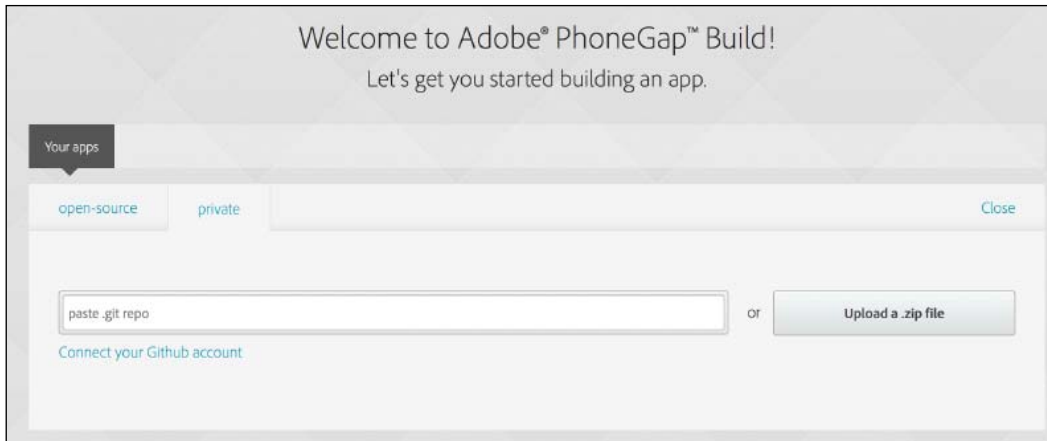 Welcome to Adobe® PhoneGap™ Build!
Let's get you started building an app.
Your apps
open-source
private
Close
paste .git repo
or
Upload a .zip file
Connect your Github account